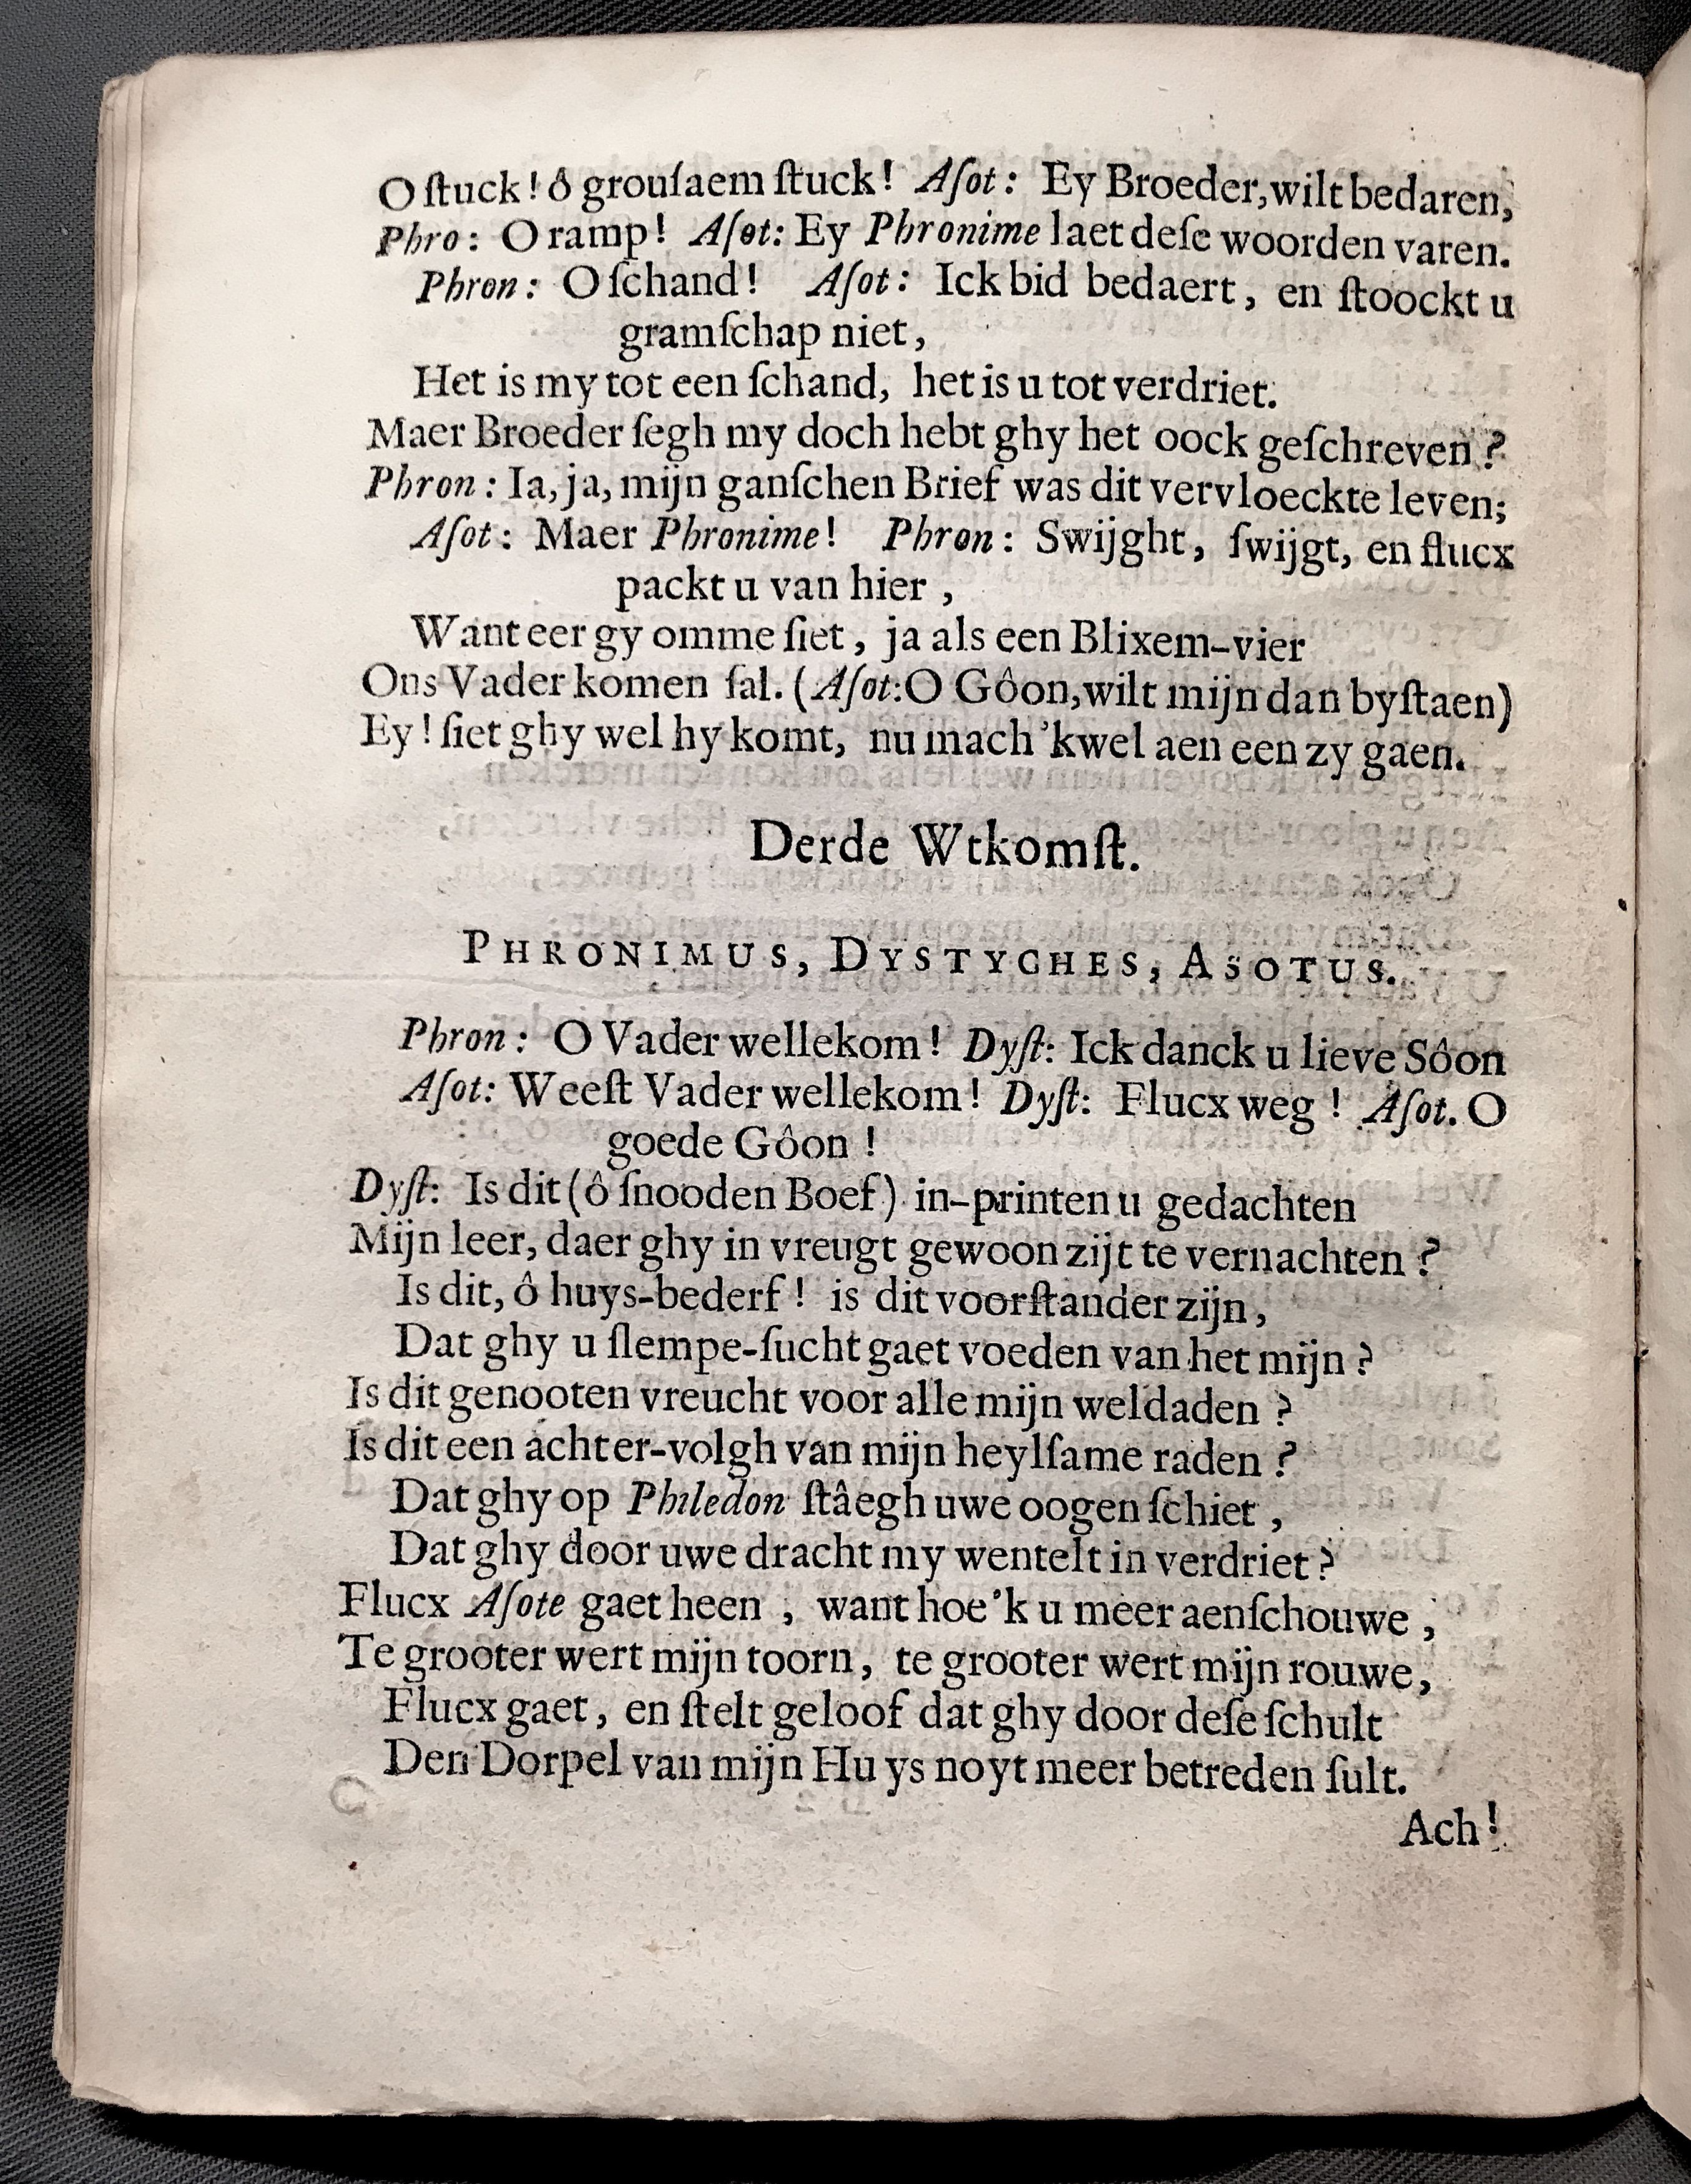 O ſtuck! ô grouſaem ſtuck! Aſot: Ey Broeder, wilt bedaren,
Phro: O ramp! Aſot: Ey Phronime laet deſe woorden varen.
Phron: O ſchand! Aſot: Ick bid bedaert, en ſtoockt u
gramſchap niet,
Het is my tot een ſchand, het is u tot verdriet.
Maer Broeder ſegh my doch hebt ghy het oock geſchreven?
Phron: Ia, ja, mijn ganſchen Brief was dit vervloeckte leven;
Aſot: Maer Phronime! Phron: Swijght, ſwijgt, en flucx
packt u van hier,
Want eer gy omme ſiet, ja als een Blixem-vier
Ons Vader komen ſal. (Aſot: O Gôon, wilt mijn dan byſtaen)
Ey! ſiet ghy wel hy komt, nu mach 'k wel aen een zy gaen.
Derde Wtkomſt.
PHRONIMUS, DYSTYCHES, ASOTUS.
Phron: O Vader wellekom! Dyſt: Ick danck u lieve Sôon
Aſot: Weeſt Vader wellekom! Dyſt: Flucx weg! Aſot. O
goede Gôon!
Dyſt: Is dit (ô ſnooden Boef) in-printen u gedachten
Mijn leer, daer ghy in vreugt gewoon zijt te vernachten?
Is dit, ô huys-bederf! is dit voorſtander zijn,
Dat ghy u ſlempe-ſucht gaet voeden van het mijn?
Is dit genooten vreucht voor alle mijn weldaden?
Is dit een achter-volgh van mijn heylſame raden?
Dat ghy op Philedon ſtâegh uwe oogen ſchiet,
Dat ghy door uwe dracht my wentelt in verdriet?
Flucx Aſote gaet heen, want hoe 'k u meer aenſchouwe,
Te grooter wert mijn toorn, te grooter wert mijn rouwe,
Flucx gaet, en ſtelt geloof dat ghy door deſe ſchult
Den Dorpel van mijn Huys noyt meer betreden ſult.
Ach!